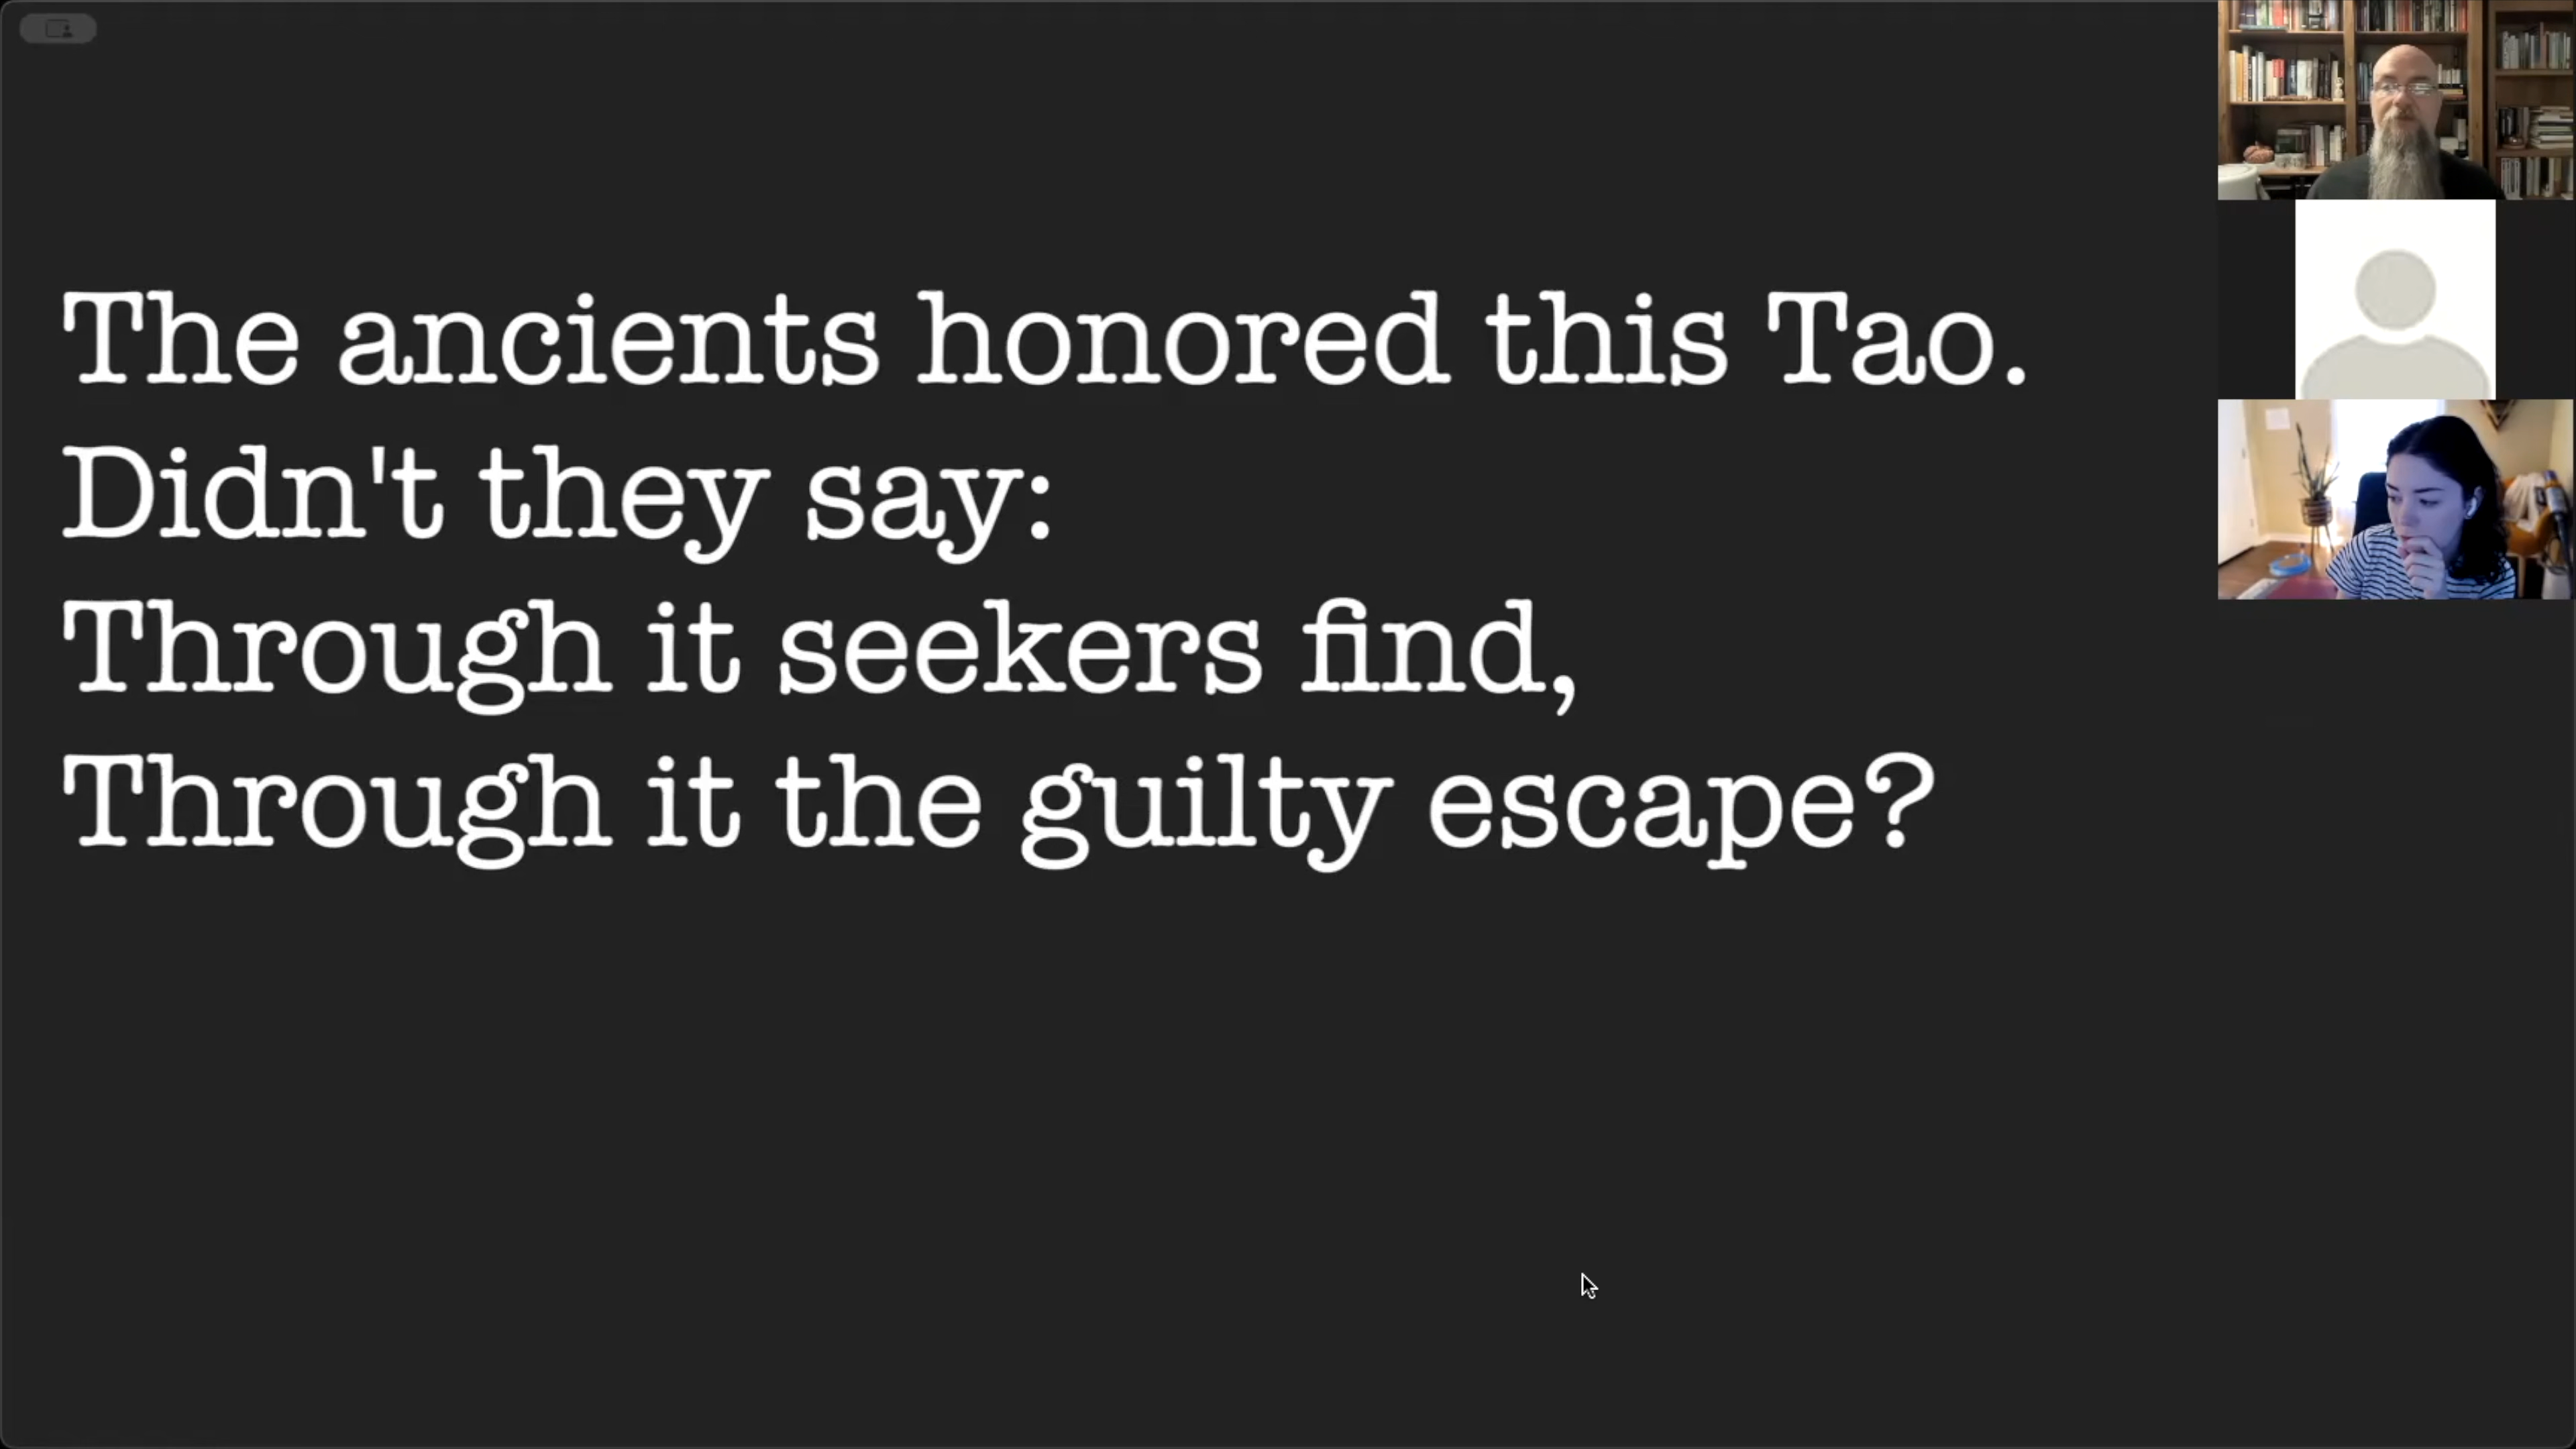 The ancients honored this Tao.
Didn't they say:
Through it seekers find,
Through it the guilty escape?